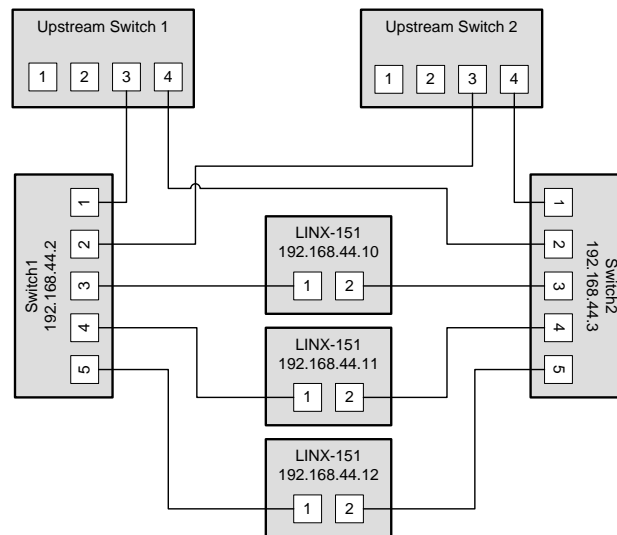 Upstream Switch 1
1 2 3 4
Upstream Switch 2
1 2 3 4
Switch1
192.168.44.2
1
2
3
4
5
LINX-151
192.168.44.10
1 2
LINX-151
192.168.44.11
1 2
LINX-151
192.168.44.12
1 2
1
2
3
4
5
Switch2
192.168.44.3